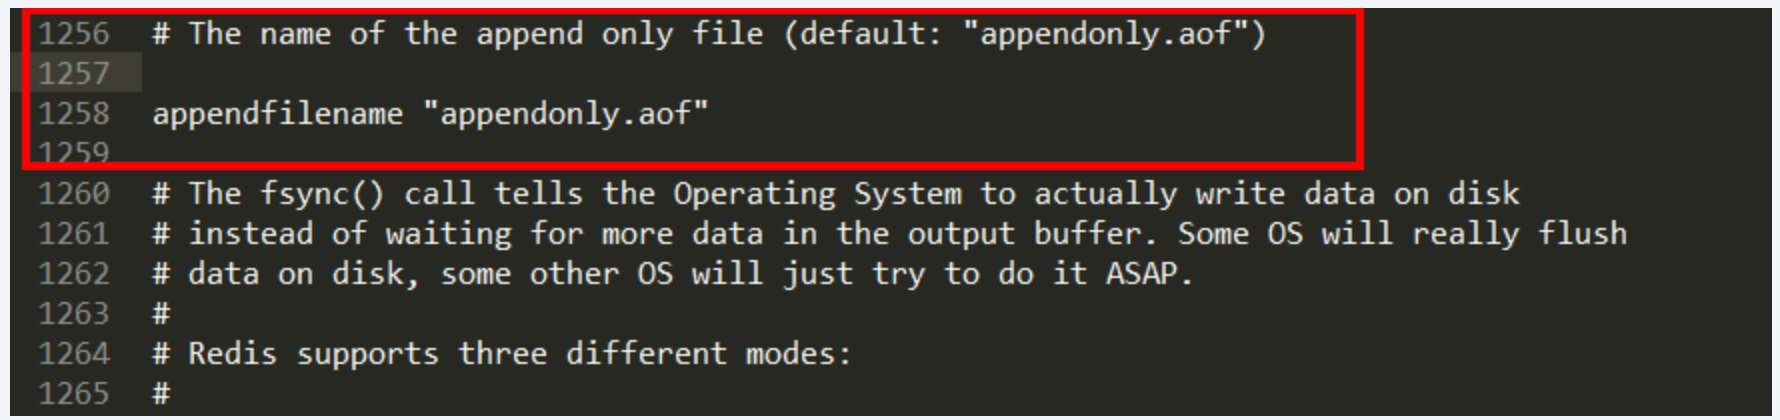 1256 # The name of the append only file (default: "appendonly.aof")
1257
1258 appendfilename "appendonly.aof"
1259
1260 # The fsync() call tells the Operating System to actually write data on disk
1261 # instead of waiting for more data in the output buffer. Some OS will really flush
1262 # data on disk, some other OS will just try to do it ASAP.
1263 #
1264 # Redis supports three different modes:
1265 #